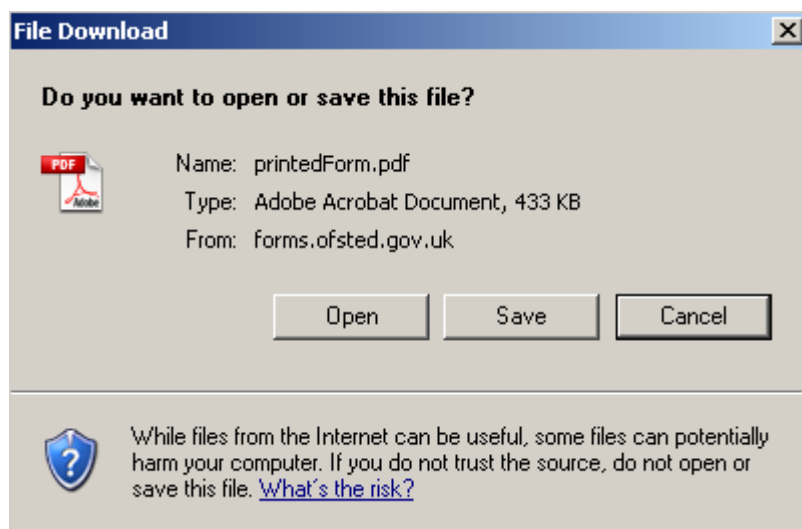 File Download
Do you want to open or save this file?
PDF
Adobe
Name: printedForm.pdf
Type: Adobe Acrobat Document, 433 KB
From: forms.ofsted.gov.uk
Open Save Cancel
While files from the Internet can be useful, some files can potentially
harm your computer. If you do not trust the source, do not open or
save this file. What's the risk?